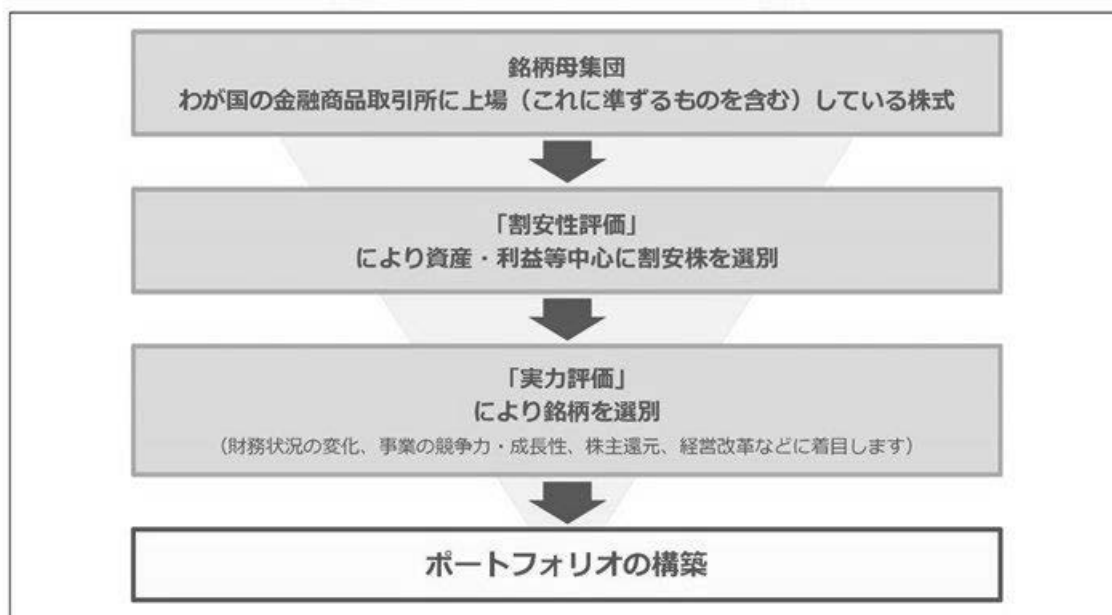 銘柄母集団
わが国の金融商品取引所に上場（これに準ずるものを含む）している株式
「割安性評価」
により資産・利益等中心に割安株を選別
「実力評価」
により銘柄を選別
（財務状況の変化、事業の競争力・成長性、株主還元、経営改革などに着目します）
ポートフォリオの構築